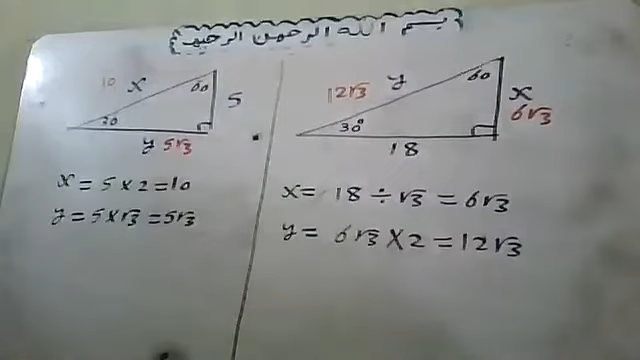 بسم الله الرحمن الرحيم
10 x 60 5
20
y 5√3
x = 5 × 2 = 10
y = 5 × √3 = 5√3
12√3 y 60 x
30° 6√3
18
x = 18 ÷ √3 = 6√3
y = 6√3 × 2 = 12√3